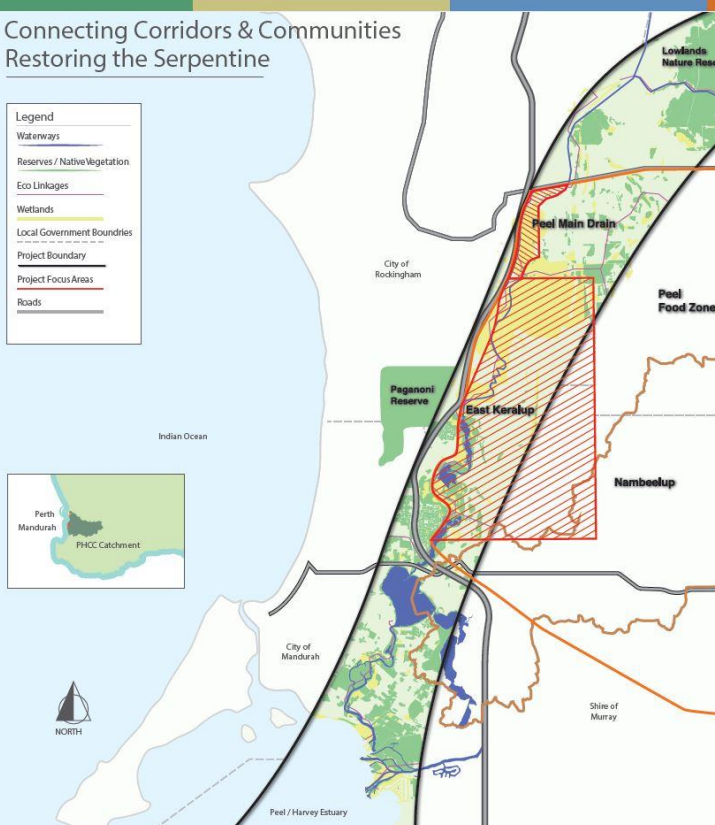 Connecting Corridors & Communities
Restoring the Serpentine
Legend
Waterways
Reserves / NativeVegetation
Eco Linkages
Wetlands
Local Government Boundries
Project Boundary
Project Focus Areas
Roads
Lowlands
Nature Rese
Peel Main Drain
City of
Rockingham
Peel
Food Zone
Paganoni
Reserve
East Keralup
Indian Ocean
Nambeelup
Perth
Mandurah
PHCC Catchment
City of
Mandurah
Shire of
Murray
NORTH
Peel / Harvey Estuary